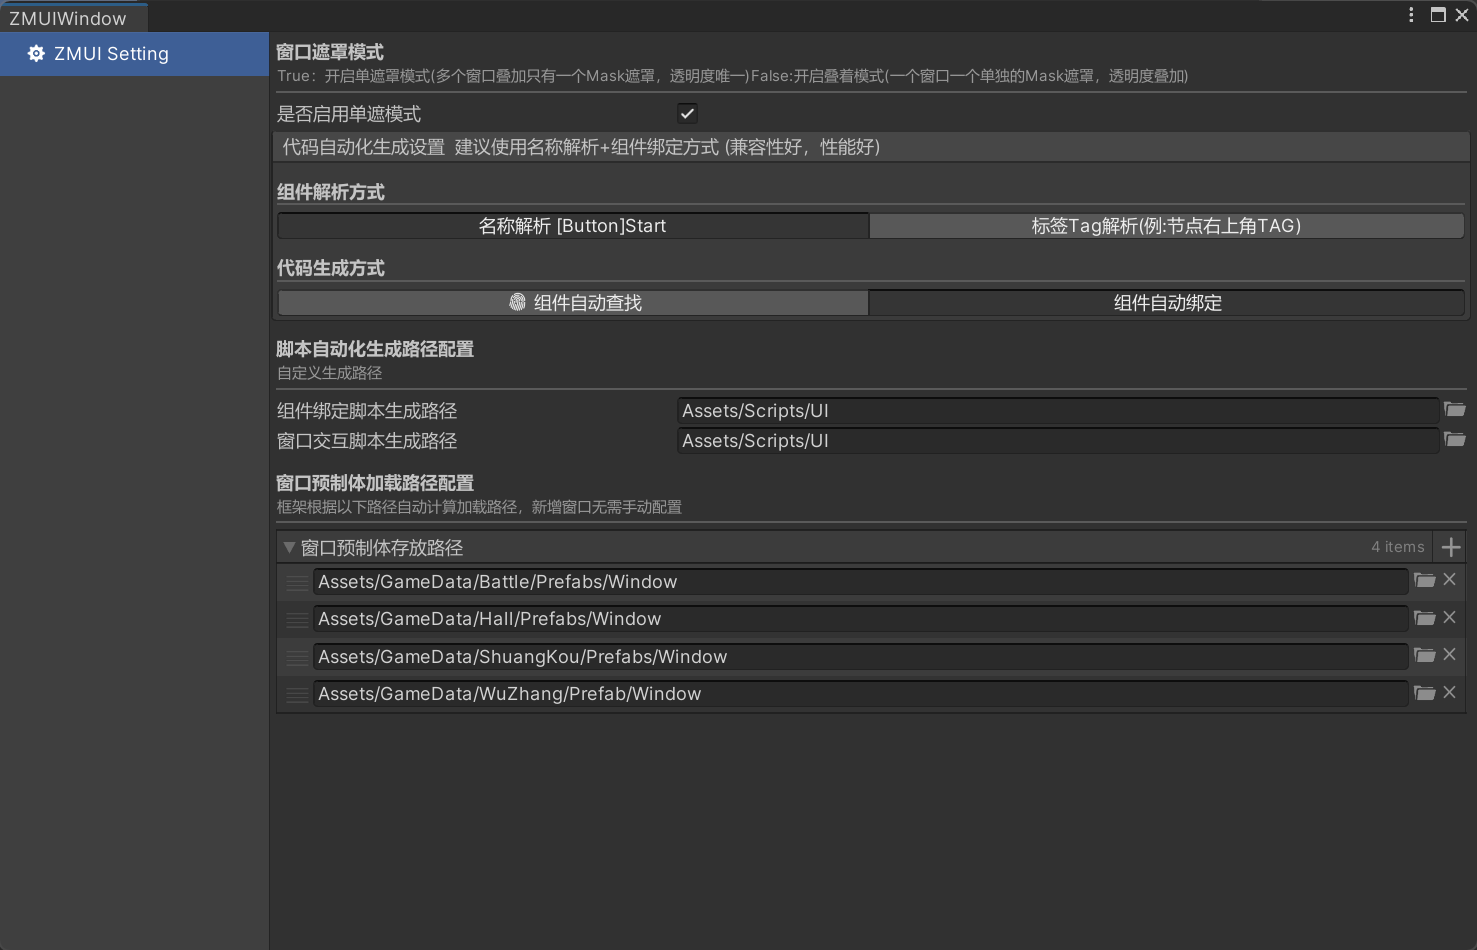 ZMUIWindow
ZMUI Setting
窗口遮罩模式
True：开启单遮罩模式(多个窗口叠加只有一个Mask遮罩，透明度唯一)False:开启叠着模式(一个窗口一个单独的Mask遮罩，透明度叠加)
是否启用单遮模式
代码自动化生成设置 建议使用名称解析+组件绑定方式 (兼容性好，性能好)
组件解析方式
名称解析 [Button]Start
标签Tag解析(例:节点右上角TAG)
代码生成方式
组件自动查找
组件自动绑定
脚本自动化生成路径配置
自定义生成路径
组件绑定脚本生成路径
Assets/Scripts/UI
窗口交互脚本生成路径
Assets/Scripts/UI
窗口预制体加载路径配置
框架根据以下路径自动计算加载路径，新增窗口无需手动配置
窗口预制体存放路径
4 items
Assets/GameData/Battle/Prefabs/Window
Assets/GameData/Hall/Prefabs/Window
Assets/GameData/ShuangKou/Prefabs/Window
Assets/GameData/WuZhang/Prefab/Window